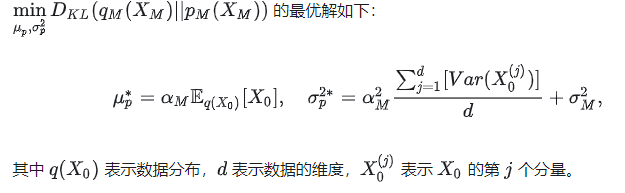 $\min_{\mu_p,\sigma_p^2} D_{KL}(q_M(X_M)||p_M(X_M))$ 的最优解如下：
$\mu_p^* = \alpha_M \mathbb{E}_{q(X_0)}[X_0], \quad \sigma_p^{2*} = \alpha_M^2 \frac{\sum_{j=1}^d [Var(X_0^{(j)})]}{d} + \sigma_M^2,$
其中 $q(X_0)$ 表示数据分布，$d$ 表示数据的维度，$X_0^{(j)}$ 表示 $X_0$ 的第 $j$ 个分量。